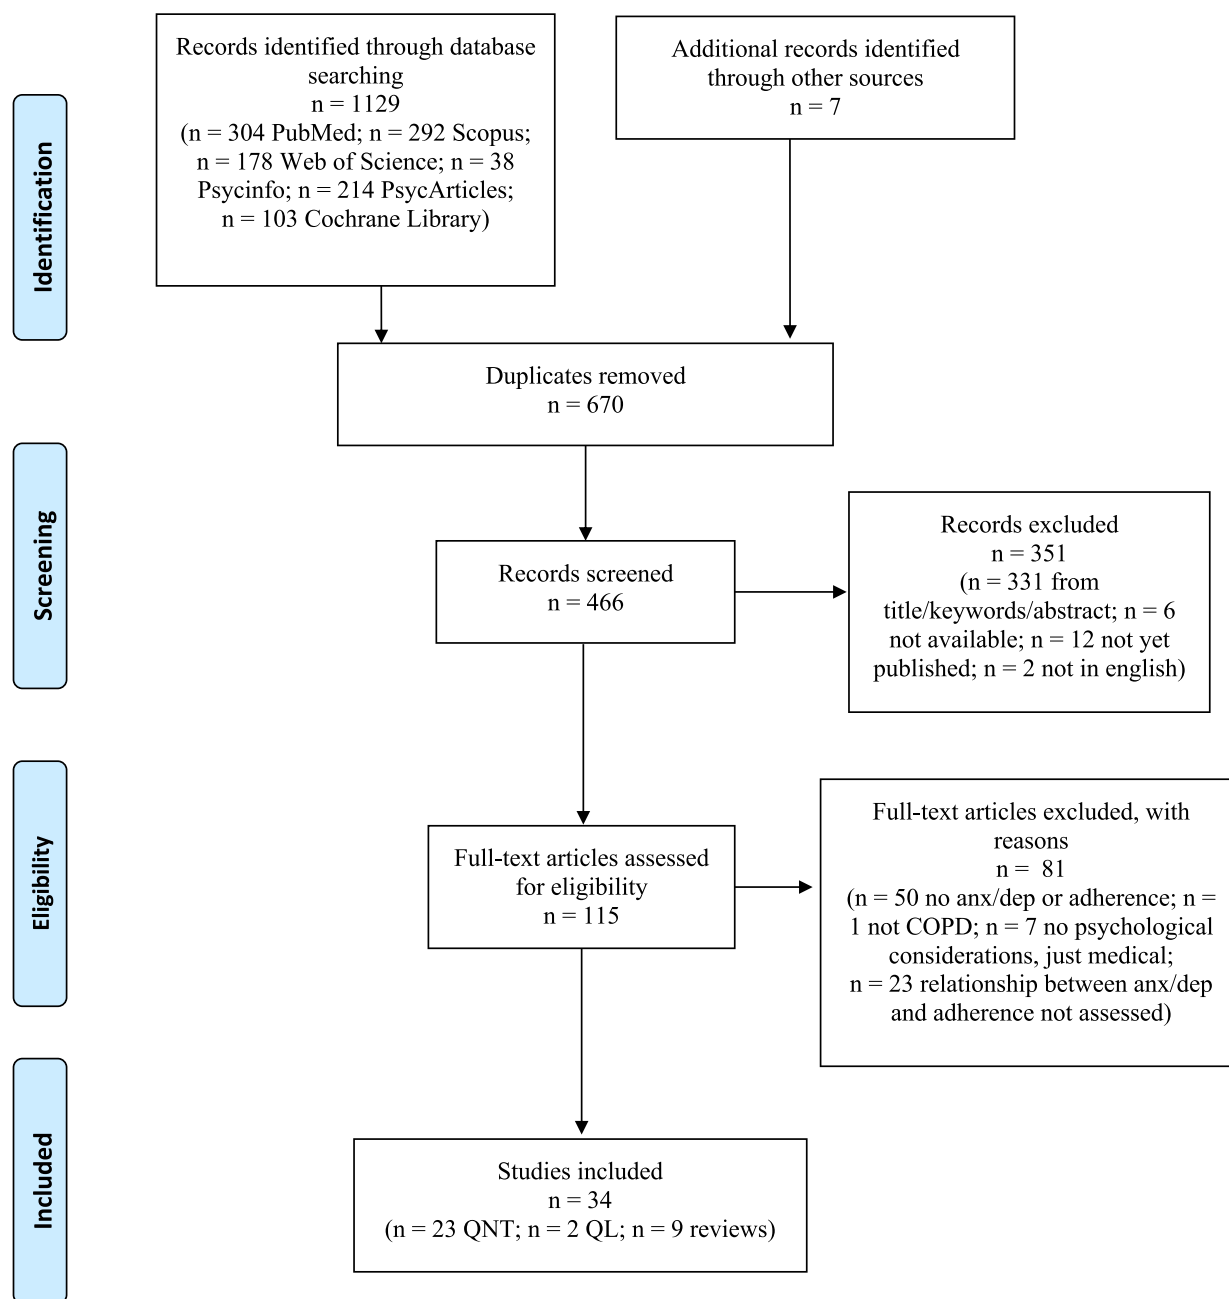 Records identified through database
searching
n = 1129
(n = 304 PubMed; n = 292 Scopus;
n = 178 Web of Science; n = 38
Psycinfo; n = 214 PsycArticles;
n = 103 Cochrane Library)
Additional records identified
through other sources
n = 7
Identification
Duplicates removed
n = 670
Screening
Records screened
n = 466
Records excluded
n = 351
(n = 331 from
title/keywords/abstract; n = 6
not available; n = 12 not yet
published; n = 2 not in english)
Eligibility
Full-text articles assessed
for eligibility
n = 115
Full-text articles excluded, with
reasons
n = 81
(n = 50 no anx/dep or adherence; n =
1 not COPD; n = 7 no psychological
considerations, just medical;
n = 23 relationship between anx/dep
and adherence not assessed)
Included
Studies included
n = 34
(n = 23 QNT; n = 2 QL; n = 9 reviews)